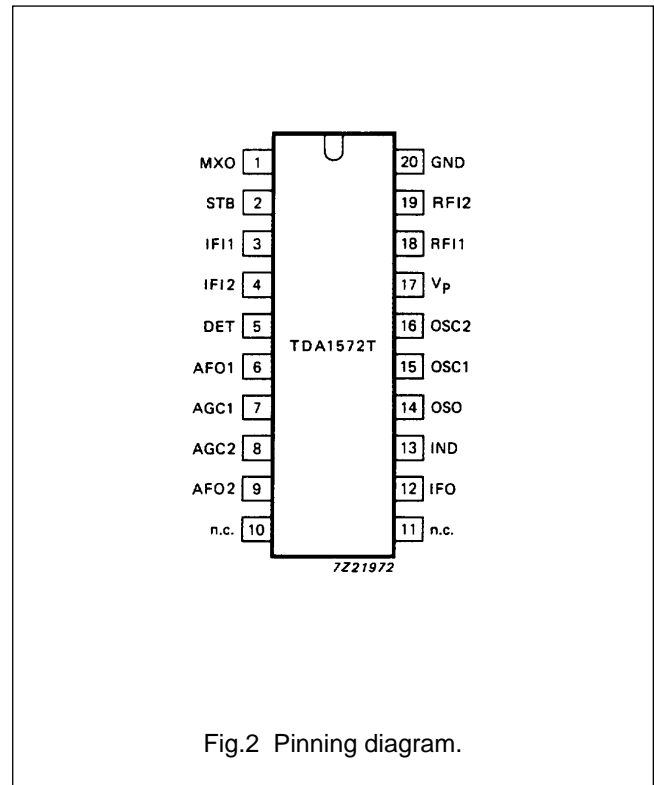 MXO 1 20 GND
STB 2 19 RFI2
IFI1 3 18 RFI1
IFI2 4 17 Vp
DET 5 16 OSC2
TDA1572T
AFO1 6 15 OSC1
AGC1 7 14 OSO
AGC2 8 13 IND
AFO2 9 12 IFO
n.c. 10 11 n.c.
7Z21972
Fig.2 Pinning diagram.